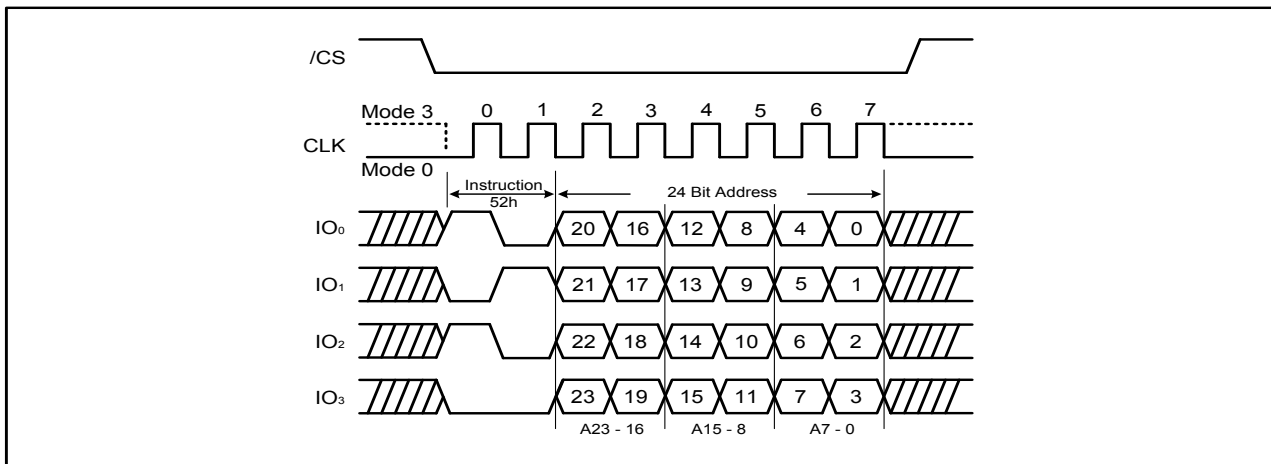 /CS
Mode 3 0 1 2 3 4 5 6 7
CLK
Mode 0
Instruction
52h
24 Bit Address
IO₀ 20 16 12 8 4 0
IO₁ 21 17 13 9 5 1
IO₂ 22 18 14 10 6 2
IO₃ 23 19 15 11 7 3
A23 - 16 A15 - 8 A7 - 0